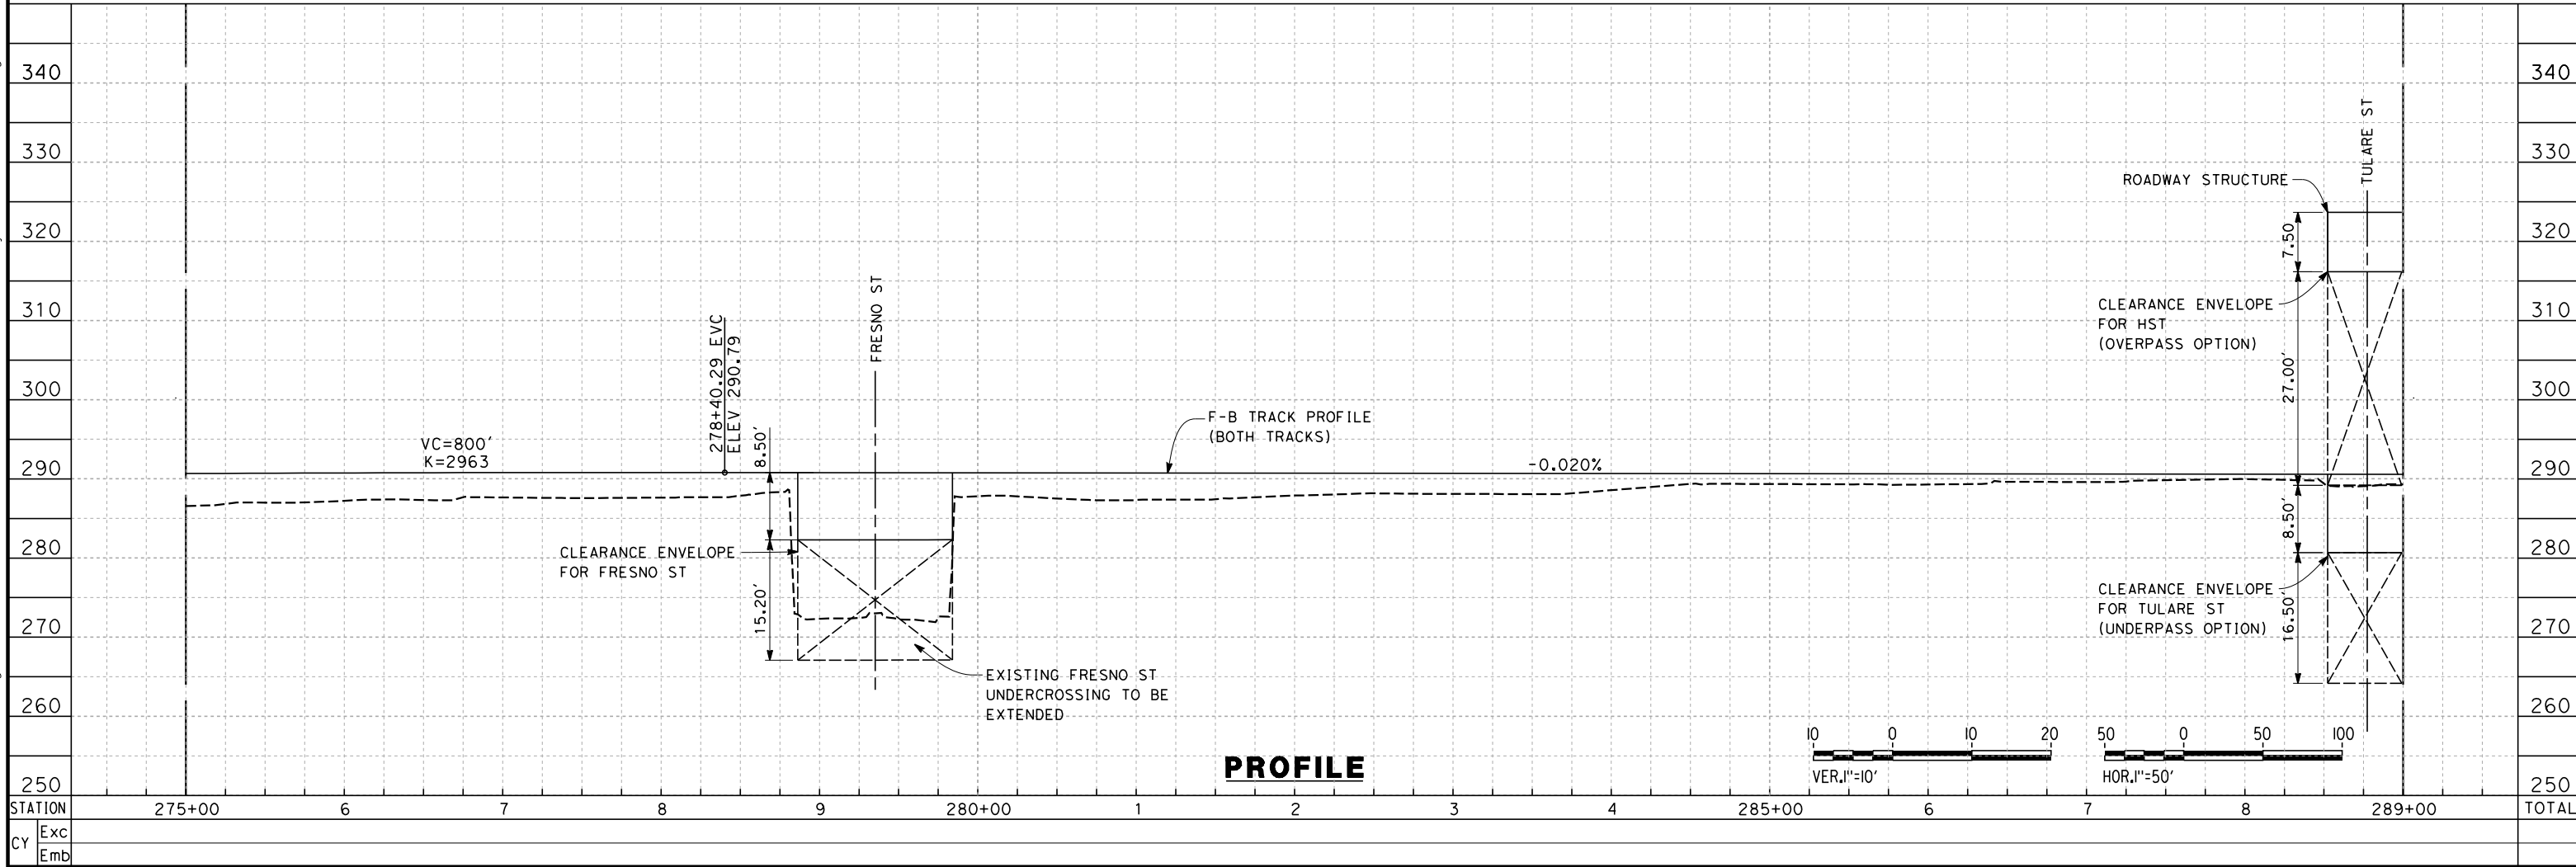 340
330
320
310
300
290
280
270
260
250
VC=800′
K=2963
278+40.29 EVC
ELEV 290.79
8.50′
15.20′
FRESNO ST
CLEARANCE ENVELOPE
FOR FRESNO ST
EXISTING FRESNO ST
UNDERCROSSING TO BE
EXTENDED
F-B TRACK PROFILE
(BOTH TRACKS)
-0.020%
TULARE ST
ROADWAY STRUCTURE
7.50
CLEARANCE ENVELOPE
FOR HST
(OVERPASS OPTION)
27.00′
8.50′
CLEARANCE ENVELOPE
FOR TULARE ST
(UNDERPASS OPTION)
16.50′
340
330
320
310
300
290
280
270
260
250
PROFILE
10 0 10 20
VER.1"=10′
50 0 50 100
HOR.1"=50′
STATION 275+00 6 7 8 9 280+00 1 2 3 4 285+00 6 7 8 289+00 TOTAL
CY
Exc
Emb